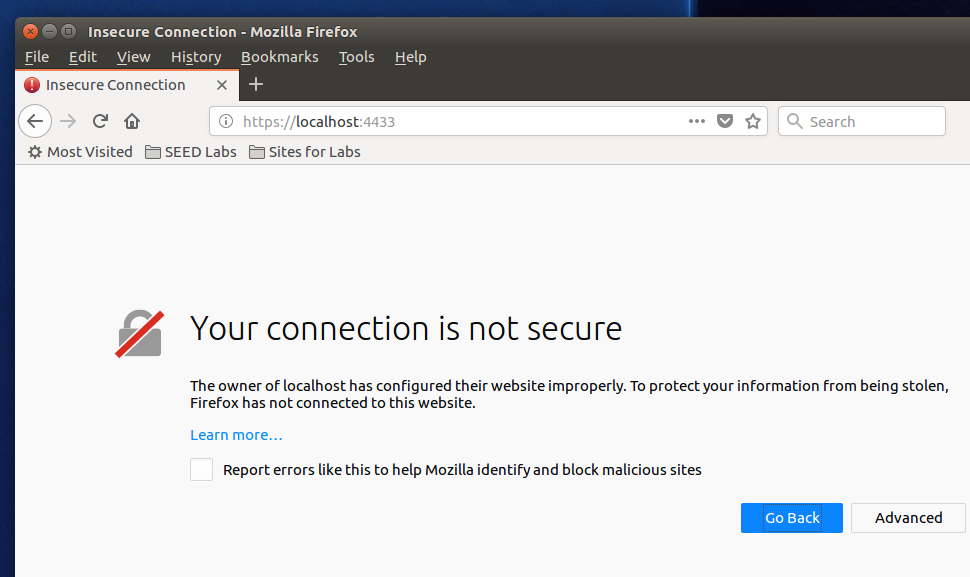 Insecure Connection - Mozilla Firefox
File Edit View History Bookmarks Tools Help
Insecure Connection
https://localhost:4433
Search
Most Visited SEED Labs Sites for Labs
Your connection is not secure
The owner of localhost has configured their website improperly. To protect your information from being stolen,
Firefox has not connected to this website.
Learn more…
Report errors like this to help Mozilla identify and block malicious sites
Go Back Advanced